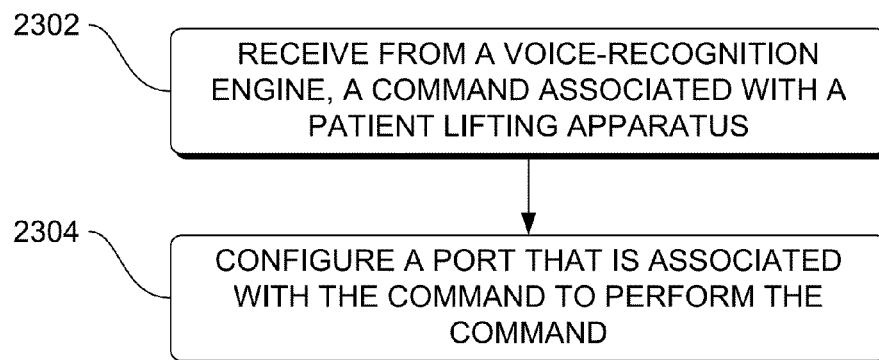 2302
RECEIVE FROM A VOICE-RECOGNITION
ENGINE, A COMMAND ASSOCIATED WITH A
PATIENT LIFTING APPARATUS
2304
CONFIGURE A PORT THAT IS ASSOCIATED
WITH THE COMMAND TO PERFORM THE
COMMAND